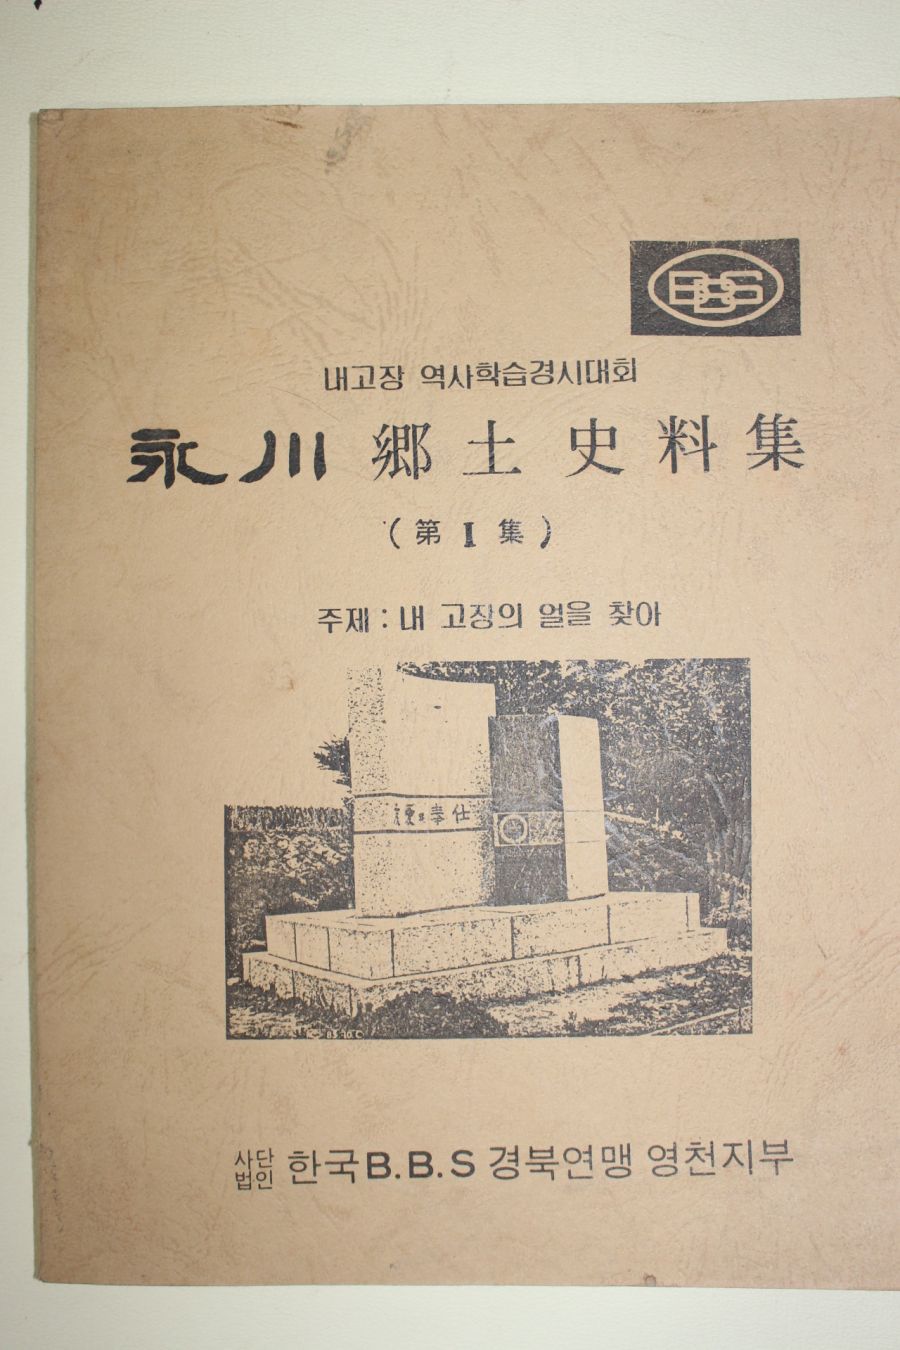 BBS
내고장 역사학습경시대회
永川 鄕土史料集
(第 I 集)
주제 : 내 고장의 얼을 찾아
奉仕
사단법인 한국B.B.S 경북연맹 영천지부